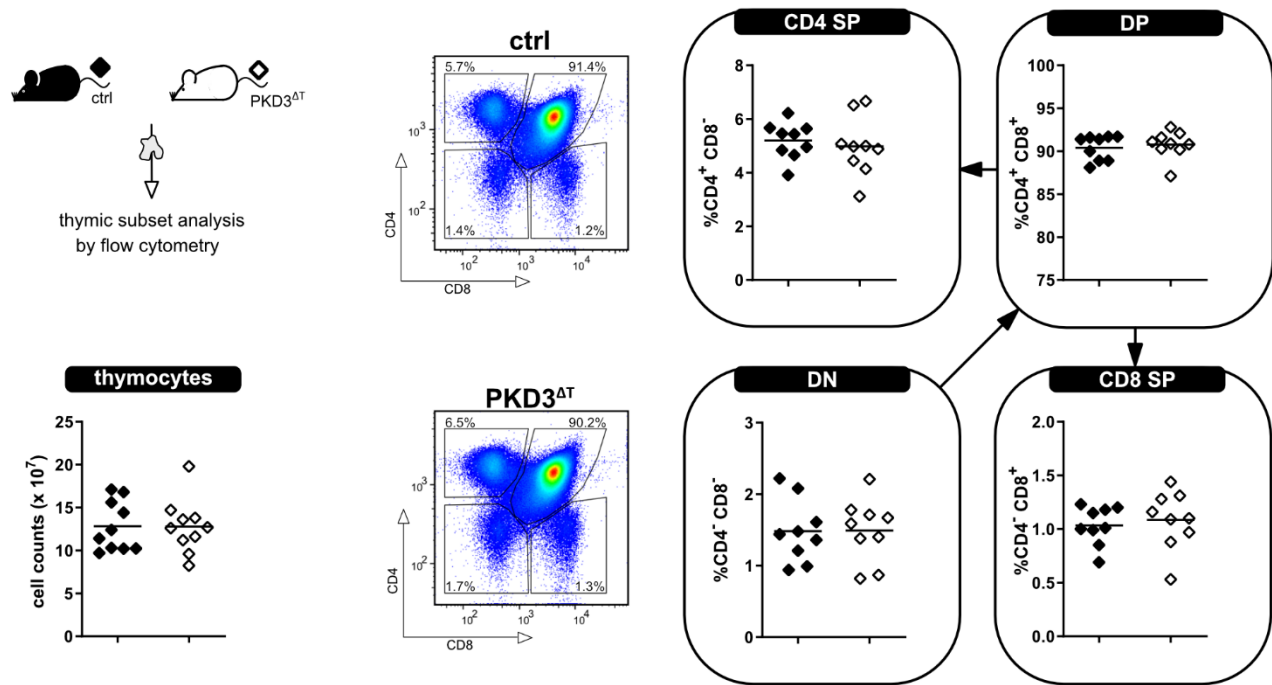 ctrl
PKD3ΔT
thymic subset analysis
by flow cytometry
ctrl
5.7%
91.4%
1.4%
1.2%
10³
10²
CD4
10²
10³
10⁴
CD8
CD4 SP
%CD4⁺ CD8⁻
8
6
4
2
0
DP
%CD4⁺ CD8⁺
100
95
90
85
80
75
thymocytes
cell counts (x 10⁷)
25
20
15
10
5
0
PKD3ΔT
6.5%
90.2%
1.7%
1.3%
10³
10²
CD4
10²
10³
10⁴
CD8
DN
%CD4⁻ CD8⁻
3
2
1
0
CD8 SP
%CD4⁻ CD8⁺
2.0
1.5
1.0
0.5
0.0